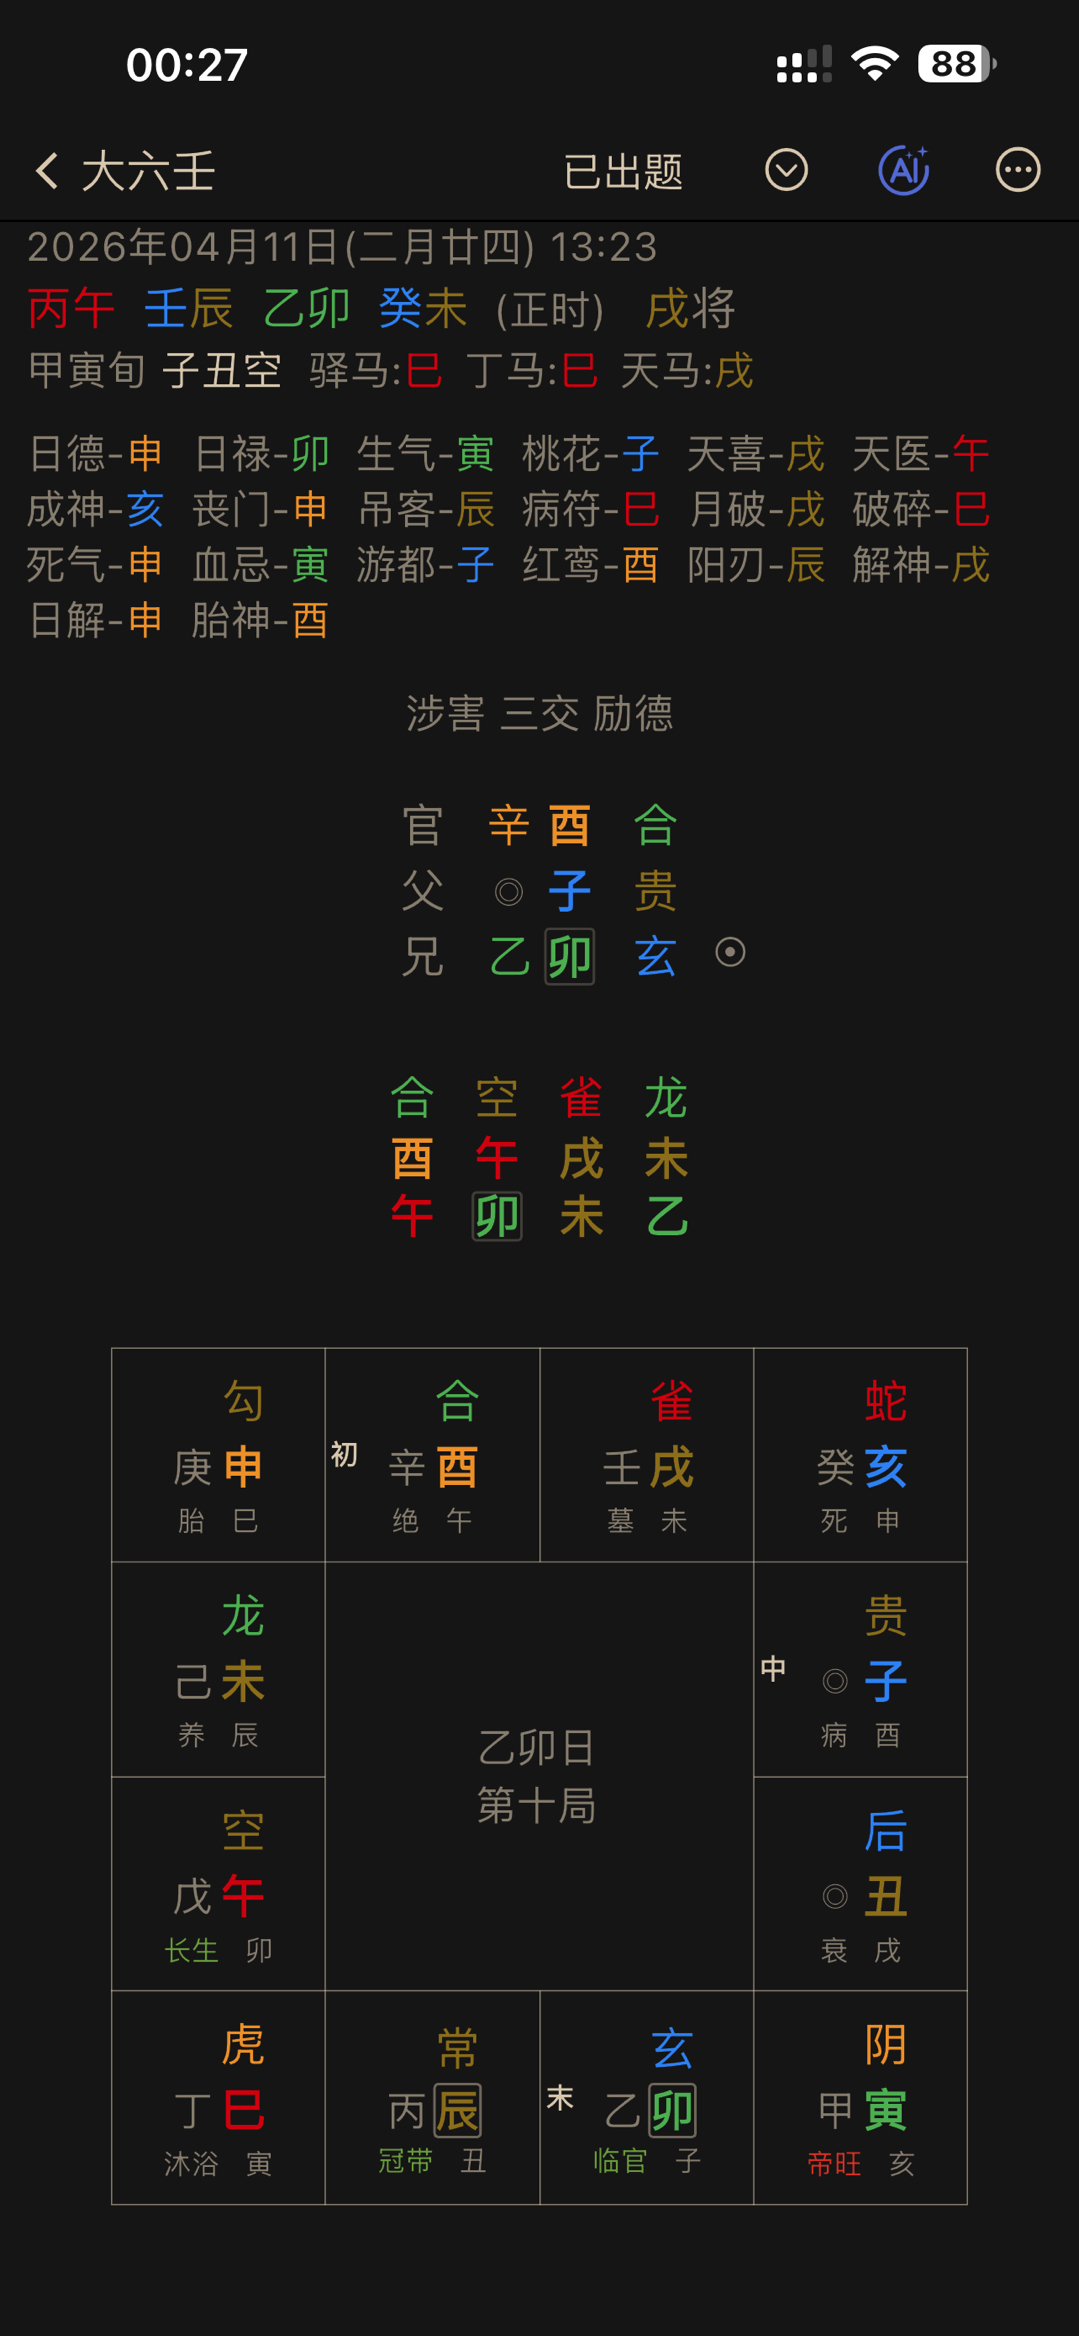 00:27
88
大六壬 已出题 AI
2026年04月11日(二月廿四) 13:23
丙午 壬辰 乙卯 癸未 (正时) 戌将
甲寅旬 子丑空 驿马:巳 丁马:巳 天马:戌
日德-申 日禄-卯 生气-寅 桃花-子 天喜-戌 天医-午
成神-亥 丧门-申 吊客-辰 病符-巳 月破-戌 破碎-巳
死气-申 血忌-寅 游都-子 红鸾-酉 阳刃-辰 解神-戌
日解-申 胎神-酉
涉害 三交 励德
官 辛酉 合
父 ◎子 贵
兄 乙卯 玄 ⊙
合 空 雀 龙
酉 午 戌 未
午 卯 未 乙
勾 合 雀 蛇
庚申 初 辛酉 壬戌 癸亥
胎 巳 绝 午 墓 未 死 申
龙 贵
己未 中 ◎子
养 辰 病 酉
乙卯日
第十局
空 后
戊午 ◎丑
长生 卯 衰 戌
虎 常 玄 阴
丁巳 丙辰 末 乙卯 甲寅
沐浴 寅 冠带 丑 临官 子 帝旺 亥